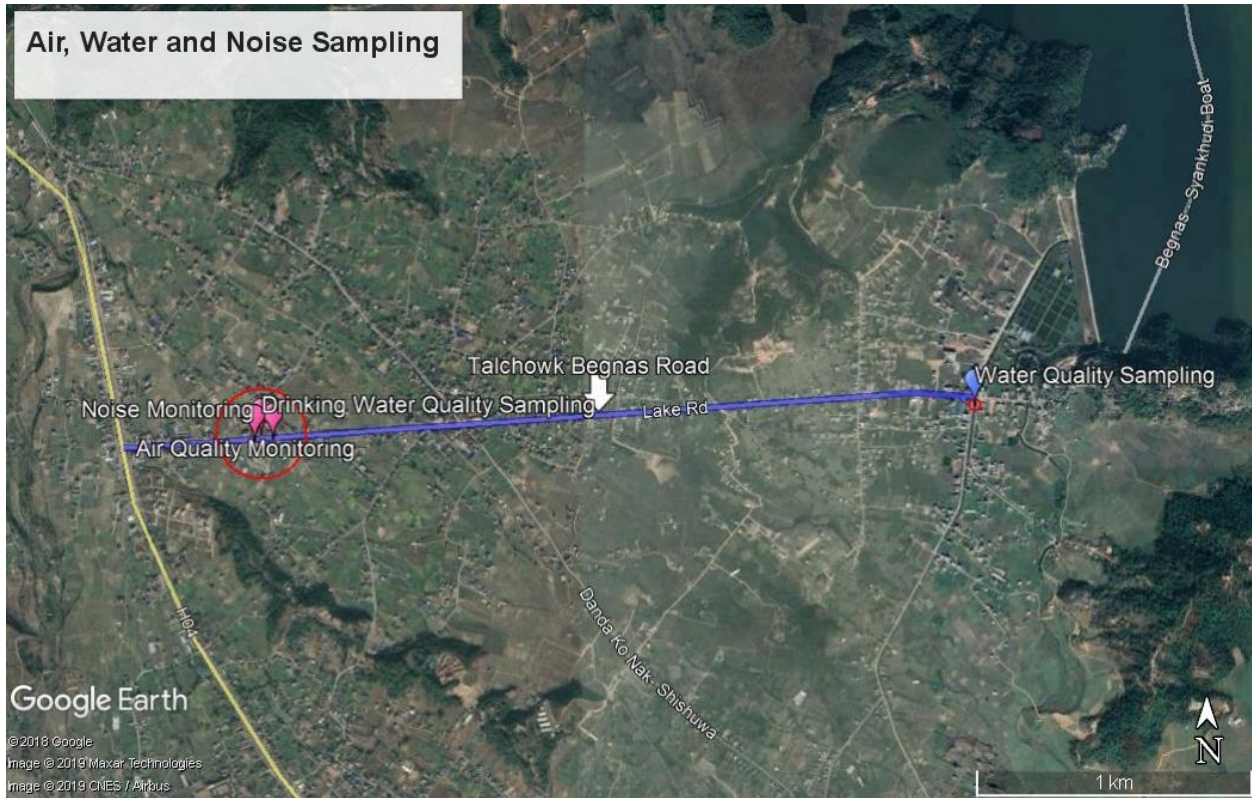 Air, Water and Noise Sampling
Begnas--Syankhudi-Boat
Talchowk Begnas Road
Water Quality Sampling
Noise Monitoring
Drinking Water Quality Sampling
Lake Rd
Air Quality Monitoring
H04
Danda Ko Nak- Shishuwa
Google Earth
© 2018 Google
Image © 2019 Maxar Technologies
Image © 2019 CNES / Airbus
N
1 km